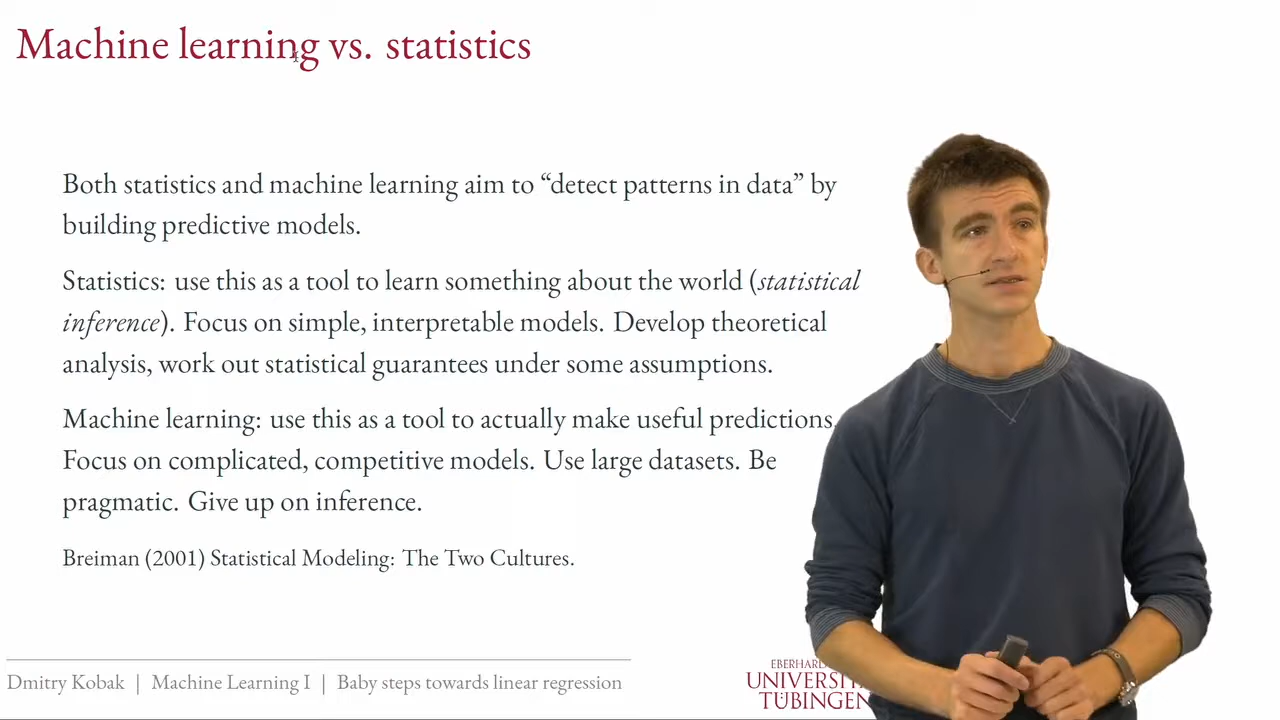 Machine learning vs. statistics
Both statistics and machine learning aim to “detect patterns in data” by
building predictive models.
Statistics: use this as a tool to learn something about the world (statistical
inference). Focus on simple, interpretable models. Develop theoretical
analysis, work out statistical guarantees under some assumptions.
Machine learning: use this as a tool to actually make useful predictions.
Focus on complicated, competitive models. Use large datasets. Be
pragmatic. Give up on inference.
Breiman (2001) Statistical Modeling: The Two Cultures.
Dmitry Kobak | Machine Learning I | Baby steps towards linear regression
EBERHARD
UNIVERSI
TÜBINGEN